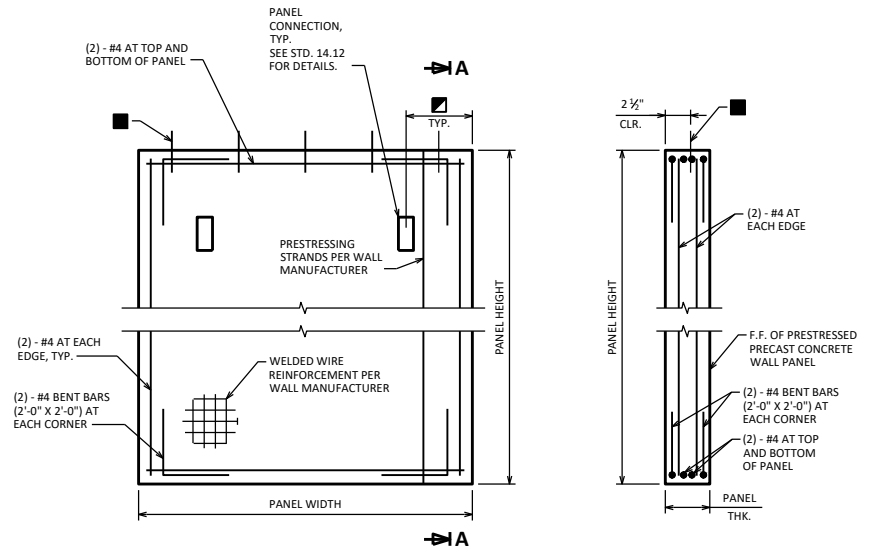 PANEL
CONNECTION,
TYP.
SEE STD. 14.12
FOR DETAILS.
(2) - #4 AT TOP AND
BOTTOM OF PANEL
A
TYP.
PRESTRESSING
STRANDS PER WALL
MANUFACTURER
PANEL HEIGHT
(2) - #4 AT EACH
EDGE, TYP.
(2) - #4 BENT BARS
(2'-0" X 2'-0") AT
EACH CORNER
WELDED WIRE
REINFORCEMENT PER
WALL MANUFACTURER
PANEL WIDTH
A
2 ½"
CLR.
(2) - #4 AT
EACH EDGE
PANEL HEIGHT
F.F. OF PRESTRESSED
PRECAST CONCRETE
WALL PANEL
(2) - #4 BENT BARS
(2'-0" X 2'-0") AT
EACH CORNER
(2) - #4 AT TOP
AND BOTTOM
OF PANEL
PANEL
THK.